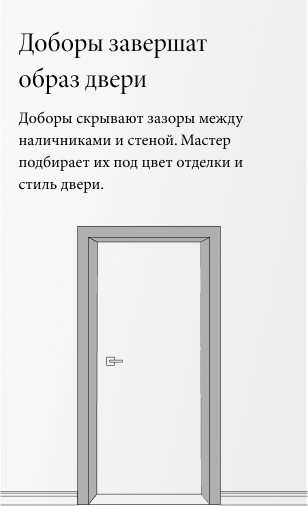 Доборы завершат
образ двери
Доборы скрывают зазоры между
наличниками и стеной. Мастер
подбирает их под цвет отделки и
стиль двери.